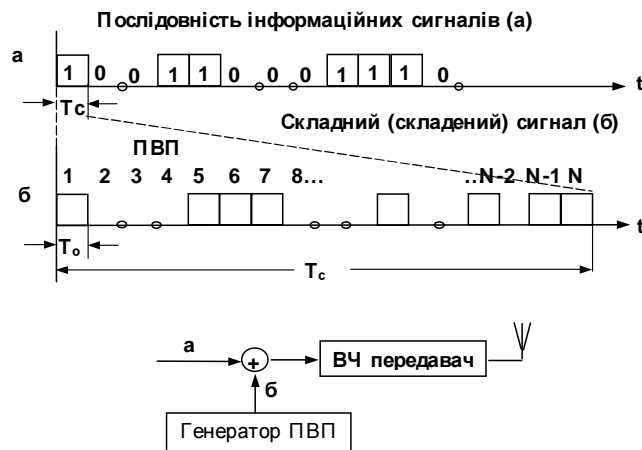 Послідовність інформаційних сигналів (а)
а
1 0 0 1 1 0 0 0 1 1 1 0
t
Тс
Складний (складений) сигнал (б)
ПВП
1 2 3 4 5 6 7 8... ..N-2 N-1 N
б
t
То
Тс
а
+
ВЧ передавач
б
Генератор ПВП